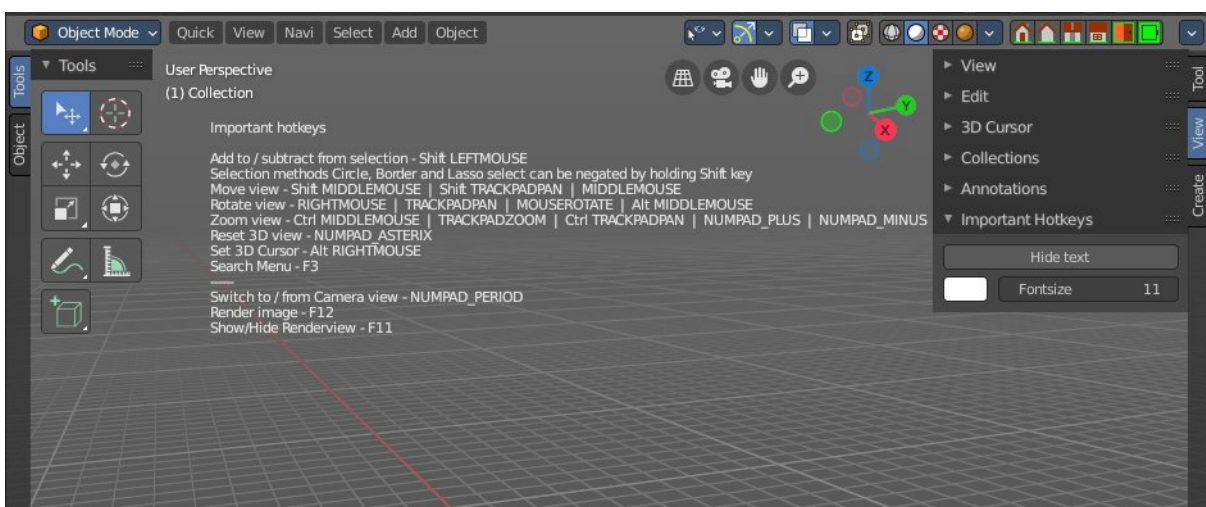 Object Mode Quick View Navi Select Add Object
Tools
Tools
Object
User Perspective
(1) Collection
Important hotkeys
Add to / subtract from selection - Shift LEFTMOUSE
Selection methods Circle, Border and Lasso select can be negated by holding Shift key
Move view - Shift MIDDLEMOUSE | Shift TRACKPADPAN | MIDDLEMOUSE
Rotate view - RIGHTMOUSE | TRACKPADPAN | MOUSEROTATE | Alt MIDDLEMOUSE
Zoom view - Ctrl MIDDLEMOUSE | TRACKPADZOOM | Ctrl TRACKPADPAN | NUMPAD_PLUS | NUMPAD_MINUS
Reset 3D view - NUMPAD_ASTERIX
Set 3D Cursor - Alt RIGHTMOUSE
Search Menu - F3
Switch to / from Camera view - NUMPAD_PERIOD
Render image - F12
Show/Hide Renderview - F11
Z
Y
X
View
Edit
3D Cursor
Collections
Annotations
Important Hotkeys
Hide text
Fontsize 11
Tool
View
Create